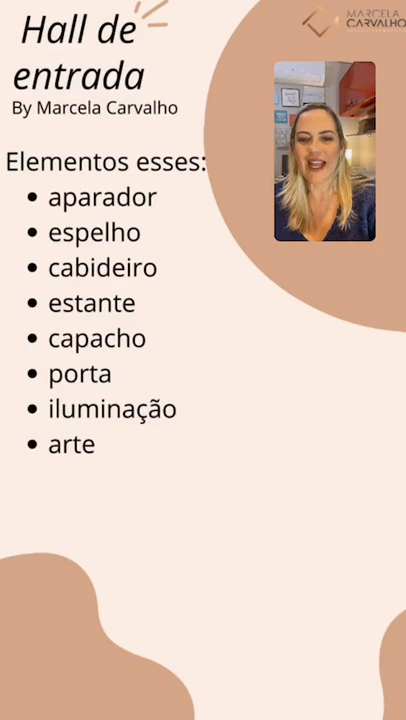 Hall de
entrada
By Marcela Carvalho
MARCELA
CARVALHO
Elementos esses:
• aparador
• espelho
• cabideiro
• estante
• capacho
• porta
• iluminação
• arte